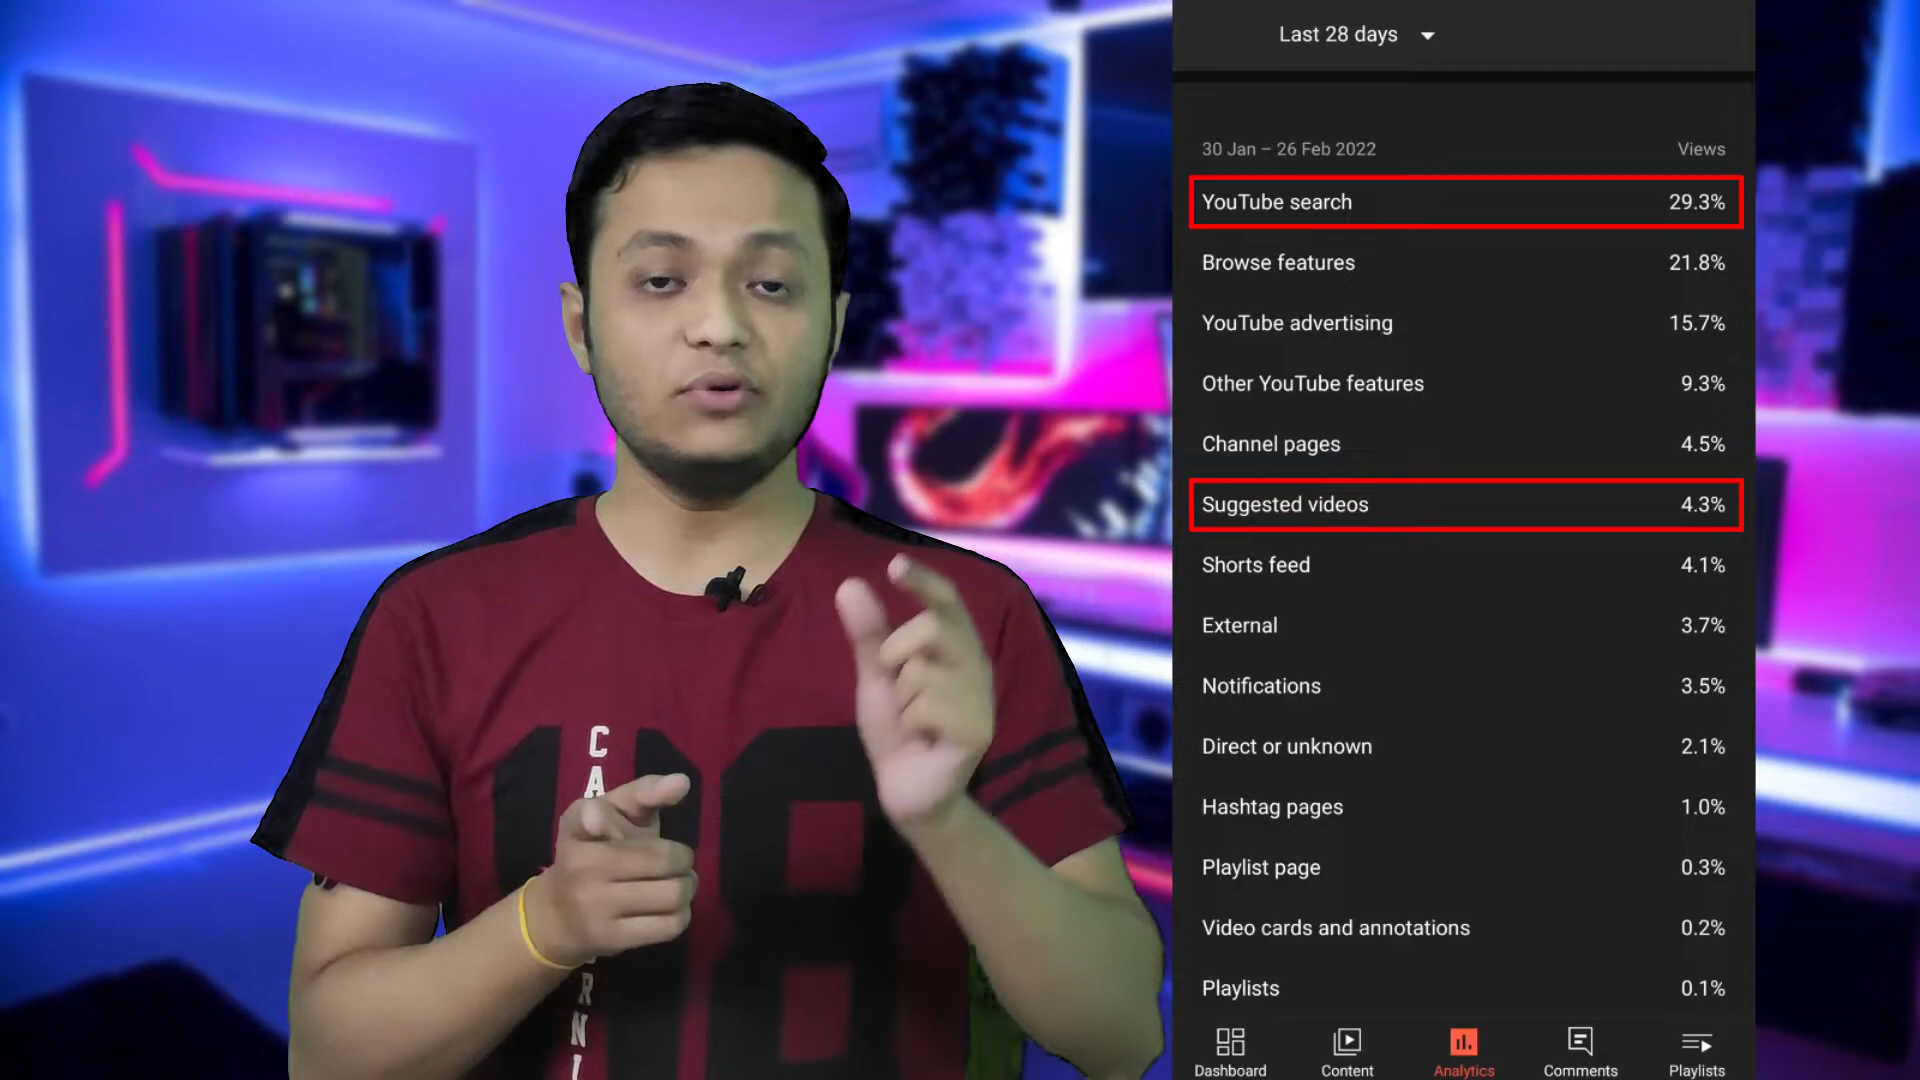 Last 28 days
30 Jan – 26 Feb 2022 Views
YouTube search 29.3%
Browse features 21.8%
YouTube advertising 15.7%
Other YouTube features 9.3%
Channel pages 4.5%
Suggested videos 4.3%
Shorts feed 4.1%
External 3.7%
Notifications 3.5%
Direct or unknown 2.1%
Hashtag pages 1.0%
Playlist page 0.3%
Video cards and annotations 0.2%
Playlists 0.1%
Dashboard Content Analytics Comments Playlists